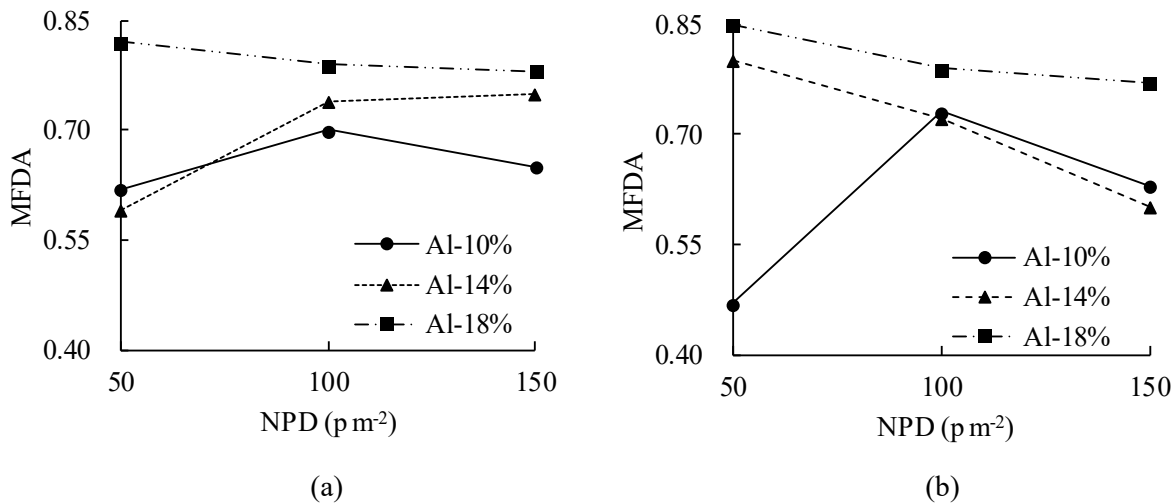 0.85
0.70
0.55
0.40
MFDA
50 100 150
NPD (p m-2)
Al-10%
Al-14%
Al-18%
(a)
0.85
0.70
0.55
0.40
MFDA
50 100 150
NPD (p m-2)
Al-10%
Al-14%
Al-18%
(b)